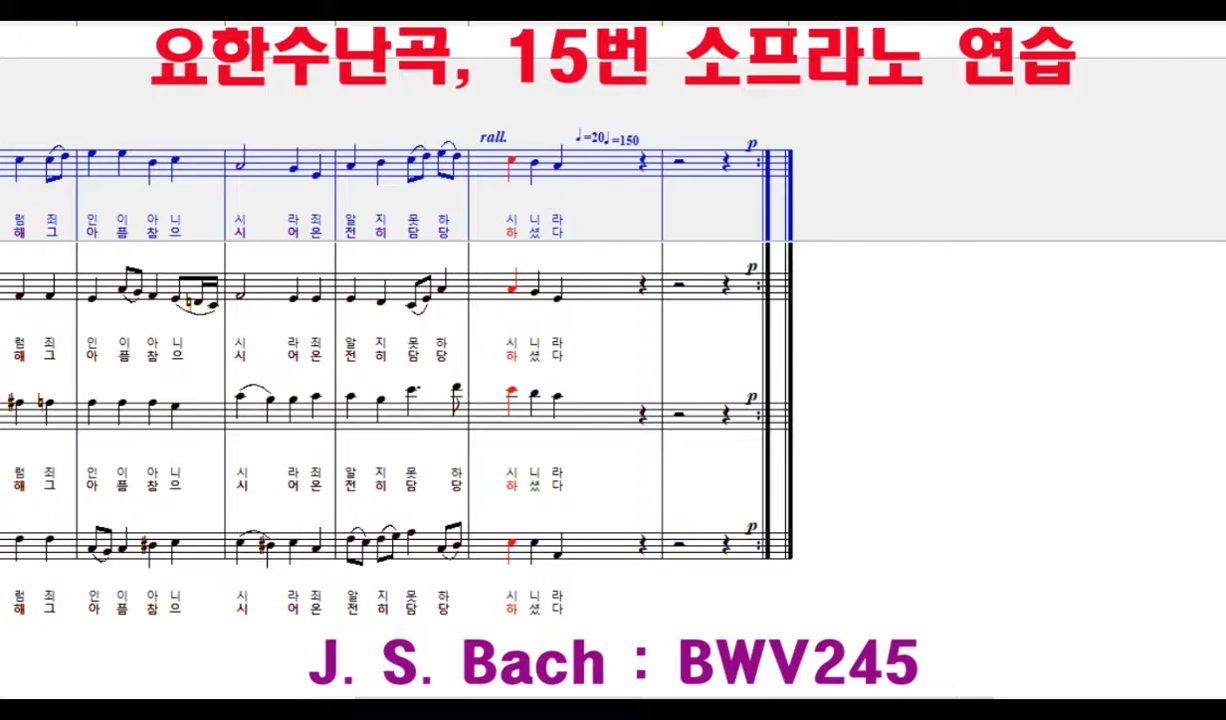 요한수난곡, 15번 소프라노 연습
rall. ♩=20♩=150 p
럼 죄 인 이 아 니 시 라 죄 알 지 못 하 시 니 라
해 그 아 픔 참 으 시 어 온 전 히 담 당 하 셨 다
p
럼 죄 인 이 아 니 시 라 죄 알 지 못 하 시 니 라
해 그 아 픔 참 으 시 어 온 전 히 담 당 하 셨 다
p
럼 죄 인 이 아 니 시 라 죄 알 지 못 하 시 니 라
해 그 아 픔 참 으 시 어 온 전 히 담 당 하 셨 다
p
럼 죄 인 이 아 니 시 라 죄 알 지 못 하 시 니 라
해 그 아 픔 참 으 시 어 온 전 히 담 당 하 셨 다
J. S. Bach : BWV245